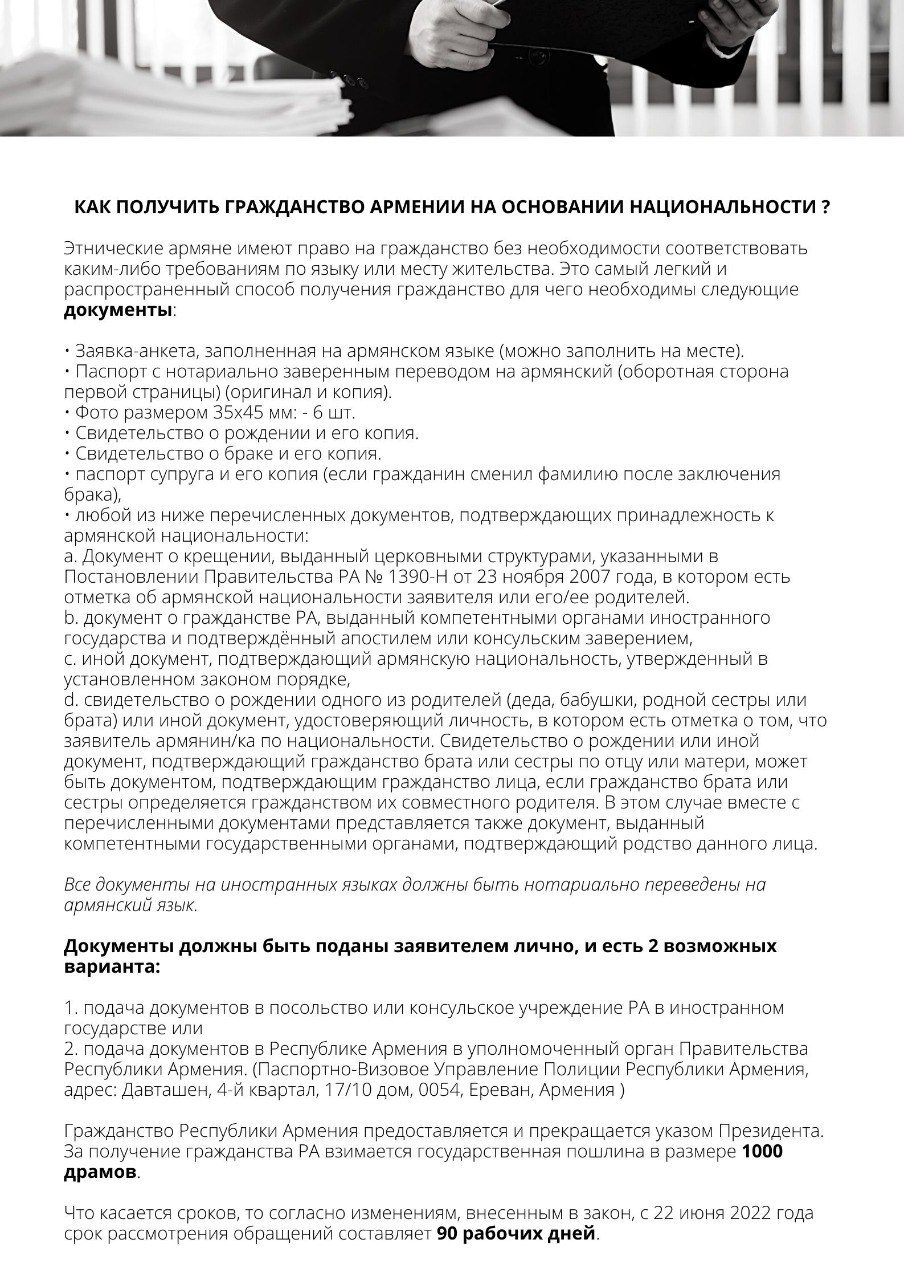 КАК ПОЛУЧИТЬ ГРАЖДАНСТВО АРМЕНИИ НА ОСНОВАНИИ НАЦИОНАЛЬНОСТИ ?
Этнические армяне имеют право на гражданство без необходимости соответствовать
каким-либо требованиям по языку или месту жительства. Это самый легкий и
распространенный способ получения гражданство для чего необходимы следующие
документы:
• Заявка-анкета, заполненная на армянском языке (можно заполнить на месте).
• Паспорт с нотариально заверенным переводом на армянский (оборотная сторона
первой страницы) (оригинал и копия).
• Фото размером 35x45 мм: - 6 шт.
• Свидетельство о рождении и его копия.
• Свидетельство о браке и его копия.
• паспорт супруга и его копия (если гражданин сменил фамилию после заключения
брака),
• любой из ниже перечисленных документов, подтверждающих принадлежность к
армянской национальности:
a. Документ о крещении, выданный церковными структурами, указанными в
Постановлении Правительства РА № 1390-Н от 23 ноября 2007 года, в котором есть
отметка об армянской национальности заявителя или его/ее родителей.
b. документ о гражданстве РА, выданный компетентными органами иностранного
государства и подтверждённый апостилем или консульским заверением,
c. иной документ, подтверждающий армянскую национальность, утвержденный в
установленном законом порядке,
d. свидетельство о рождении одного из родителей (деда, бабушки, родной сестры или
брата) или иной документ, удостоверяющий личность, в котором есть отметка о том, что
заявитель армянин/ка по национальности. Свидетельство о рождении или иной
документ, подтверждающий гражданство брата или сестры по отцу или матери, может
быть документом, подтверждающим гражданство лица, если гражданство брата или
сестры определяется гражданством их совместного родителя. В этом случае вместе с
перечисленными документами представляется также документ, выданный
компетентными государственными органами, подтверждающий родство данного лица.
Все документы на иностранных языках должны быть нотариально переведены на
армянский язык.
Документы должны быть поданы заявителем лично, и есть 2 возможных
варианта:
1. подача документов в посольство или консульское учреждение РА в иностранном
государстве или
2. подача документов в Республике Армения в уполномоченный орган Правительства
Республики Армения. (Паспортно-Визовое Управление Полиции Республики Армения,
адрес: Давташен, 4-й квартал, 17/10 дом, 0054, Ереван, Армения )
Гражданство Республики Армения предоставляется и прекращается указом Президента.
За получение гражданства РА взимается государственная пошлина в размере 1000
драмов.
Что касается сроков, то согласно изменениям, внесенным в закон, с 22 июня 2022 года
срок рассмотрения обращений составляет 90 рабочих дней.